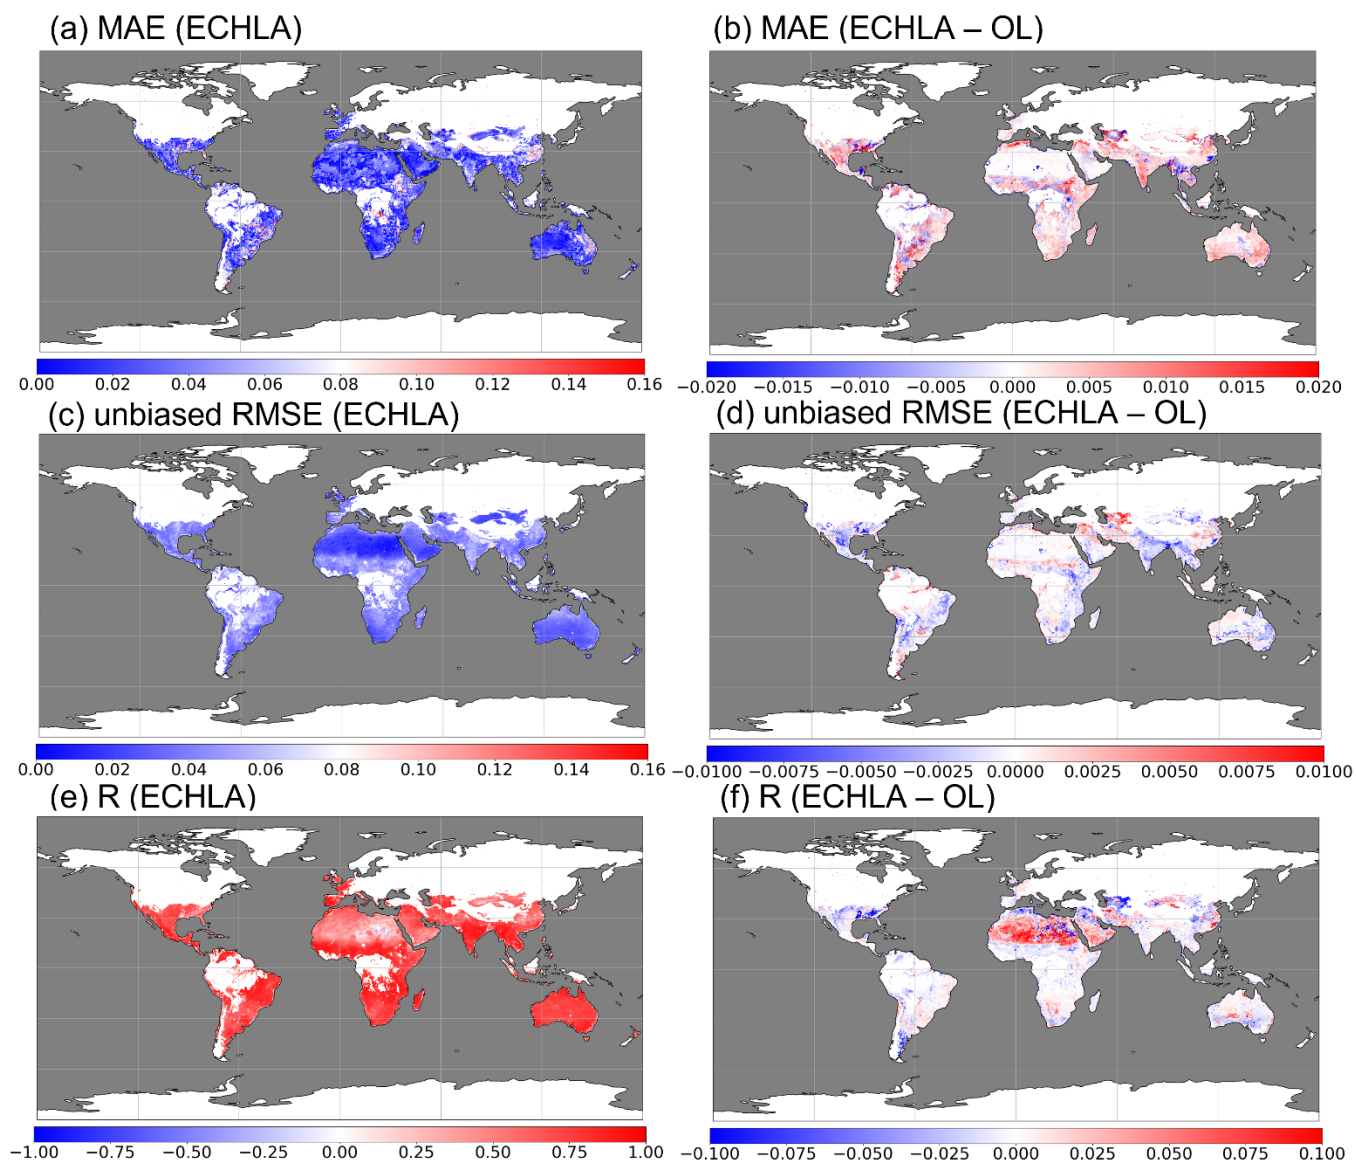 (a) MAE (ECHLA)
(b) MAE (ECHLA – OL)
0.00 0.02 0.04 0.06 0.08 0.10 0.12 0.14 0.16
−0.020 −0.015 −0.010 −0.005 0.000 0.005 0.010 0.015 0.020
(c) unbiased RMSE (ECHLA)
(d) unbiased RMSE (ECHLA – OL)
0.00 0.02 0.04 0.06 0.08 0.10 0.12 0.14 0.16
−0.0100 −0.0075 −0.0050 −0.0025 0.0000 0.0025 0.0050 0.0075 0.0100
(e) R (ECHLA)
(f) R (ECHLA – OL)
−1.00 −0.75 −0.50 −0.25 0.00 0.25 0.50 0.75 1.00
−0.100 −0.075 −0.050 −0.025 0.000 0.025 0.050 0.075 0.100